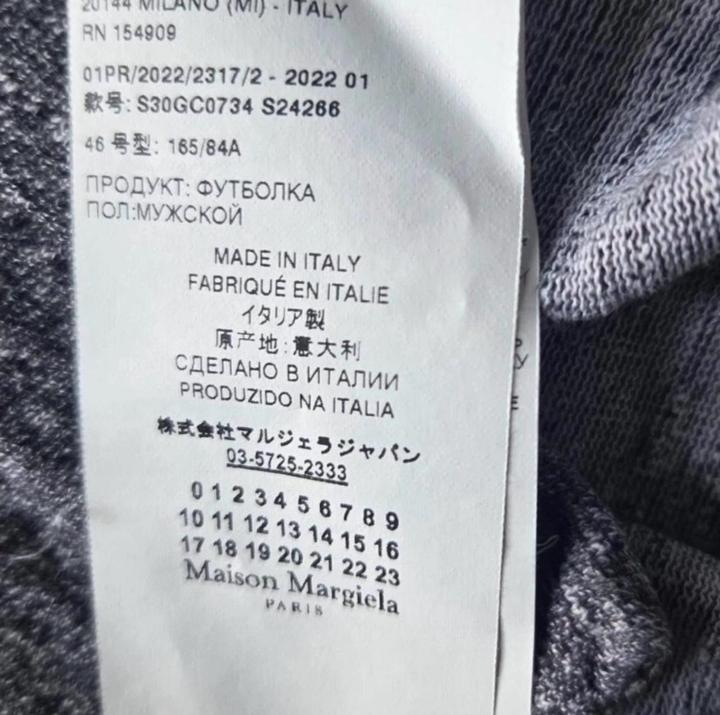 20144 MILANO (MI) - ITALY
RN 154909
01PR/2022/2317/2 - 2022 01
款号: S30GC0734 S24266
46 号型: 165/84A
ПРОДУКТ: ФУТБОЛКА
ПОЛ:МУЖСКОЙ
MADE IN ITALY
FABRIQUÉ EN ITALIE
イタリア製
原产地:意大利
СДЕЛАНО В ИТАЛИИ
PRODUZIDO NA ITALIA
株式会社マルジェラジャパン
03-5725-2333
0 1 2 3 4 5 6 7 8 9
10 11 12 13 14 15 16
17 18 19 20 21 22 23
Maison Margiela
PARIS